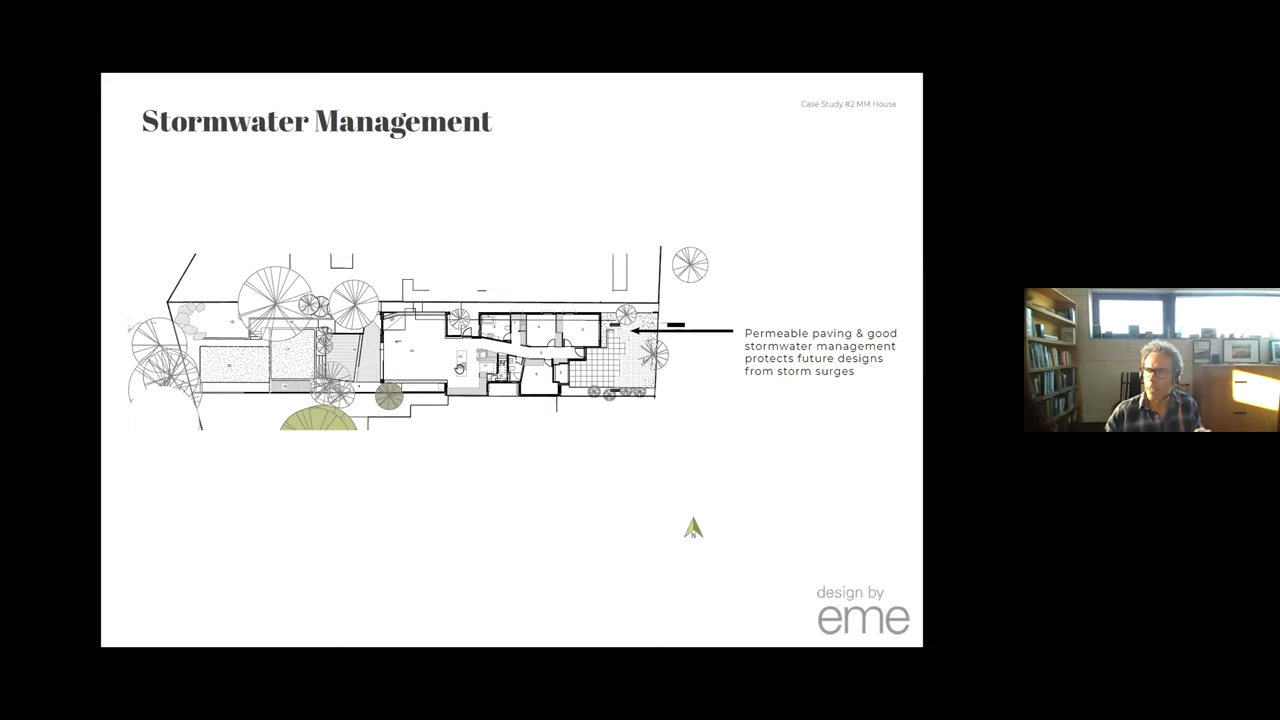 Stormwater Management
Case Study #2 MM House
Permeable paving & good
stormwater management
protects future designs
from storm surges
N
design by
eme